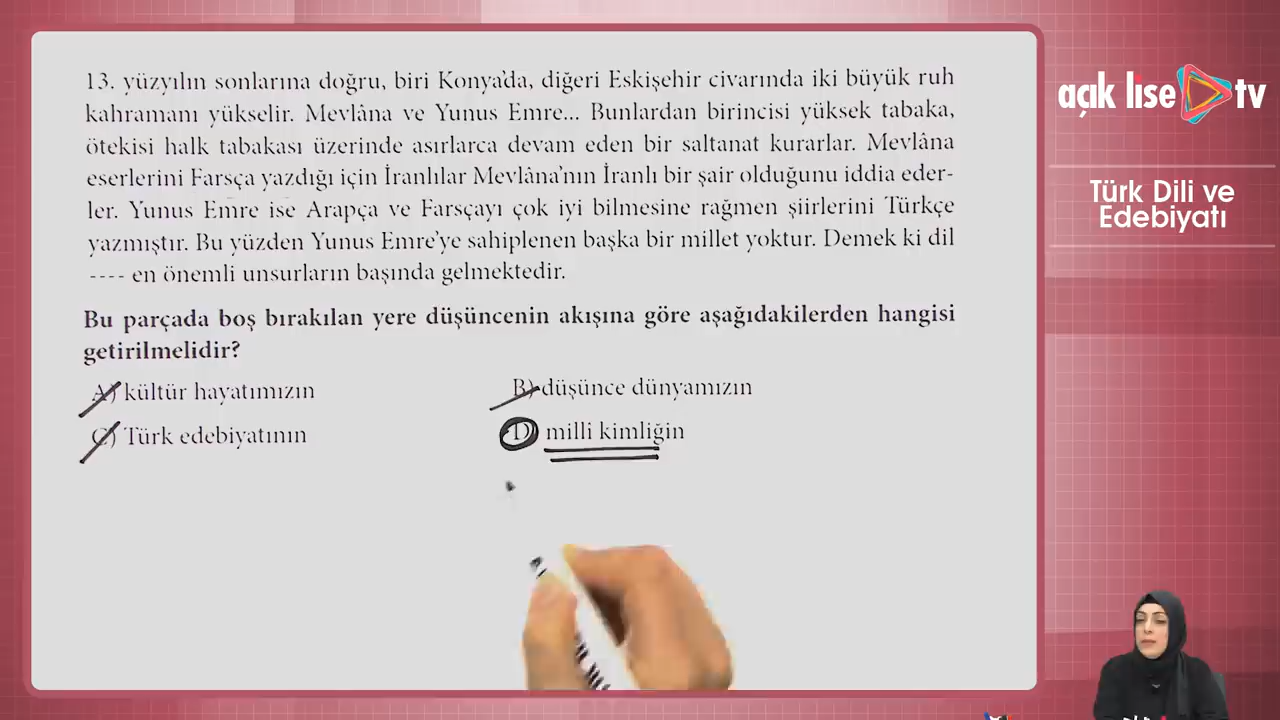 13. yüzyılın sonlarına doğru, biri Konya'da, diğeri Eskişehir civarında iki büyük ruh
kahramanı yükselir. Mevlâna ve Yunus Emre... Bunlardan birincisi yüksek tabaka,
ötekisi halk tabakası üzerinde asırlarca devam eden bir saltanat kurarlar. Mevlâna
eserlerini Farsça yazdığı için İranlılar Mevlâna'nın İranlı bir şair olduğunu iddia eder-
ler. Yunus Emre ise Arapça ve Farsçayı çok iyi bilmesine rağmen şiirlerini Türkçe
yazmıştır. Bu yüzden Yunus Emre'ye sahiplenen başka bir millet yoktur. Demek ki dil
---- en önemli unsurların başında gelmektedir.
Bu parçada boş bırakılan yere düşüncenin akışına göre aşağıdakilerden hangisi
getirilmelidir?
A) kültür hayatımızın
B) düşünce dünyamızın
C) Türk edebiyatının
D) milli kimliğin
açık lise tv
Türk Dili ve
Edebiyatı